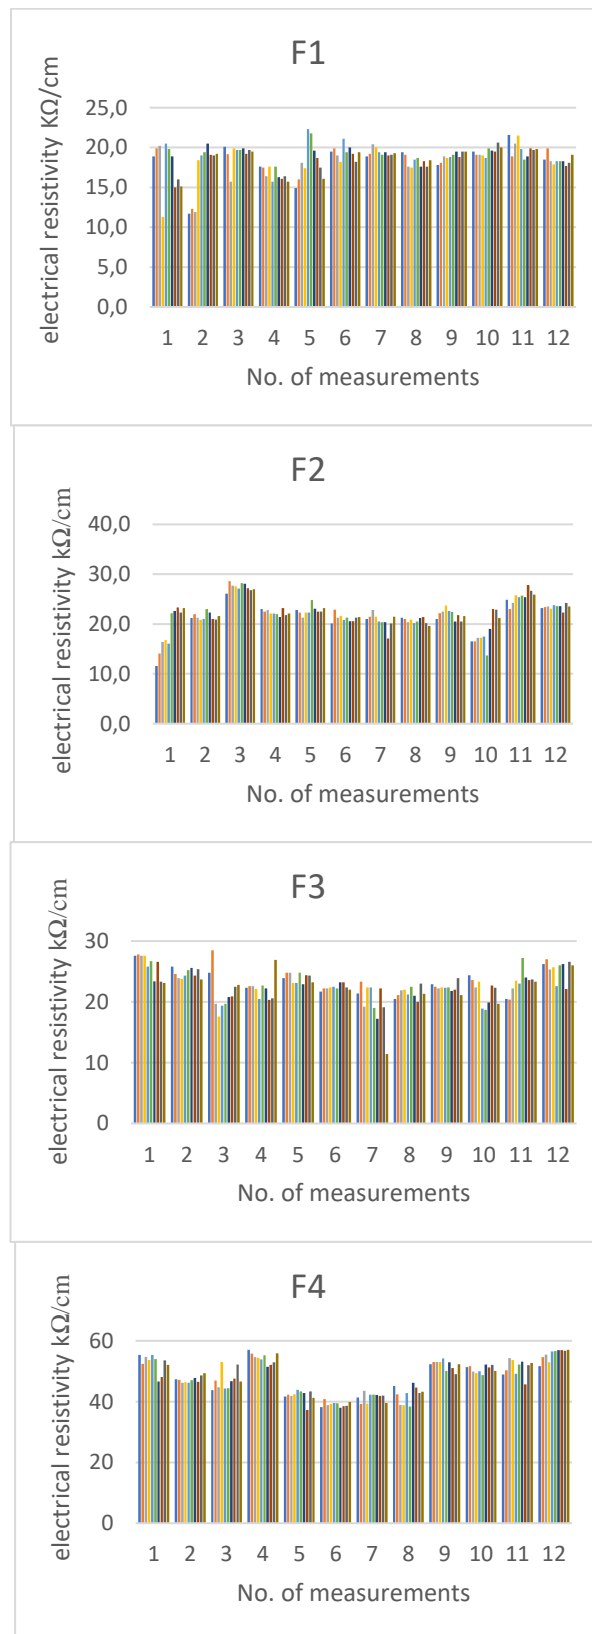 F1
electrical resistivity KΩ/cm
25,0
20,0
15,0
10,0
5,0
0,0
1 2 3 4 5 6 7 8 9 10 11 12
No. of measurements
F2
electrical resistivity kΩ/cm
40,0
30,0
20,0
10,0
0,0
1 2 3 4 5 6 7 8 9 10 11 12
No. of measurements
F3
electrical resistivity kΩ/cm
30
20
10
0
1 2 3 4 5 6 7 8 9 10 11 12
No. of measurements
F4
electrical resistivity kΩ/cm
60
40
20
0
1 2 3 4 5 6 7 8 9 10 11 12
No. of measurements